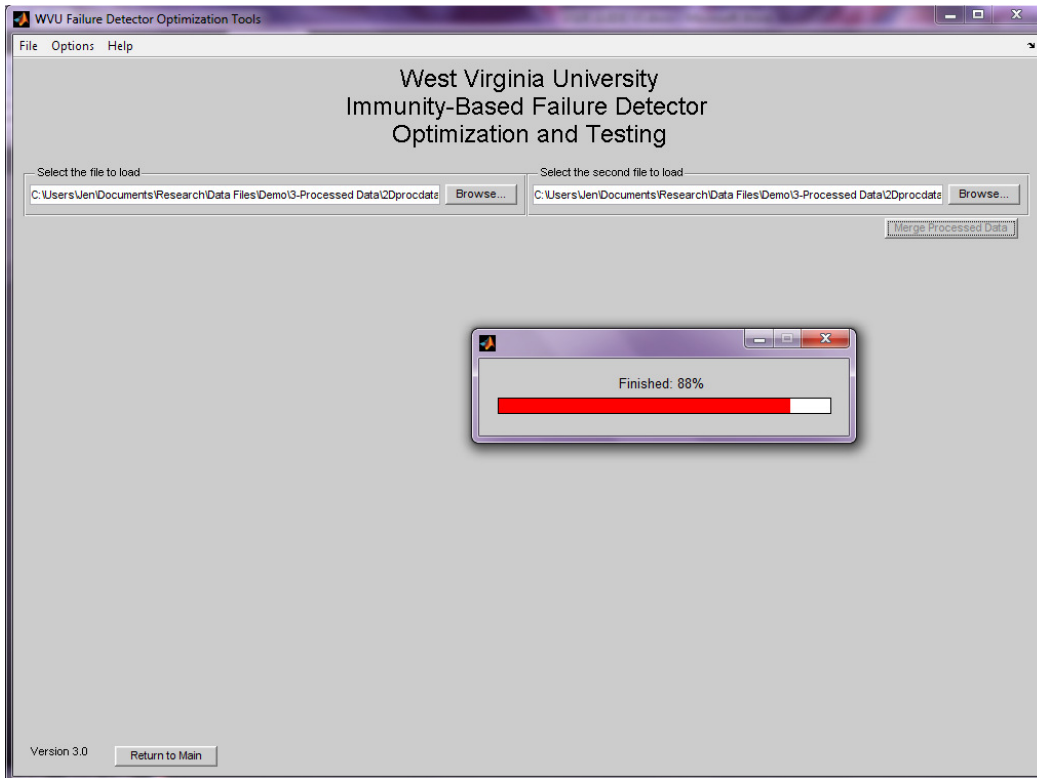 WVU Failure Detector Optimization Tools
File Options Help
West Virginia University
Immunity-Based Failure Detector
Optimization and Testing
Select the file to load
C:\Users\Jen\Documents\Research\Data Files\Demo\3-Processed Data\2Dprocdata
Browse...
Select the second file to load
C:\Users\Jen\Documents\Research\Data Files\Demo\3-Processed Data\2Dprocdata
Browse...
Merge Processed Data
Finished: 88%
Version 3.0
Return to Main